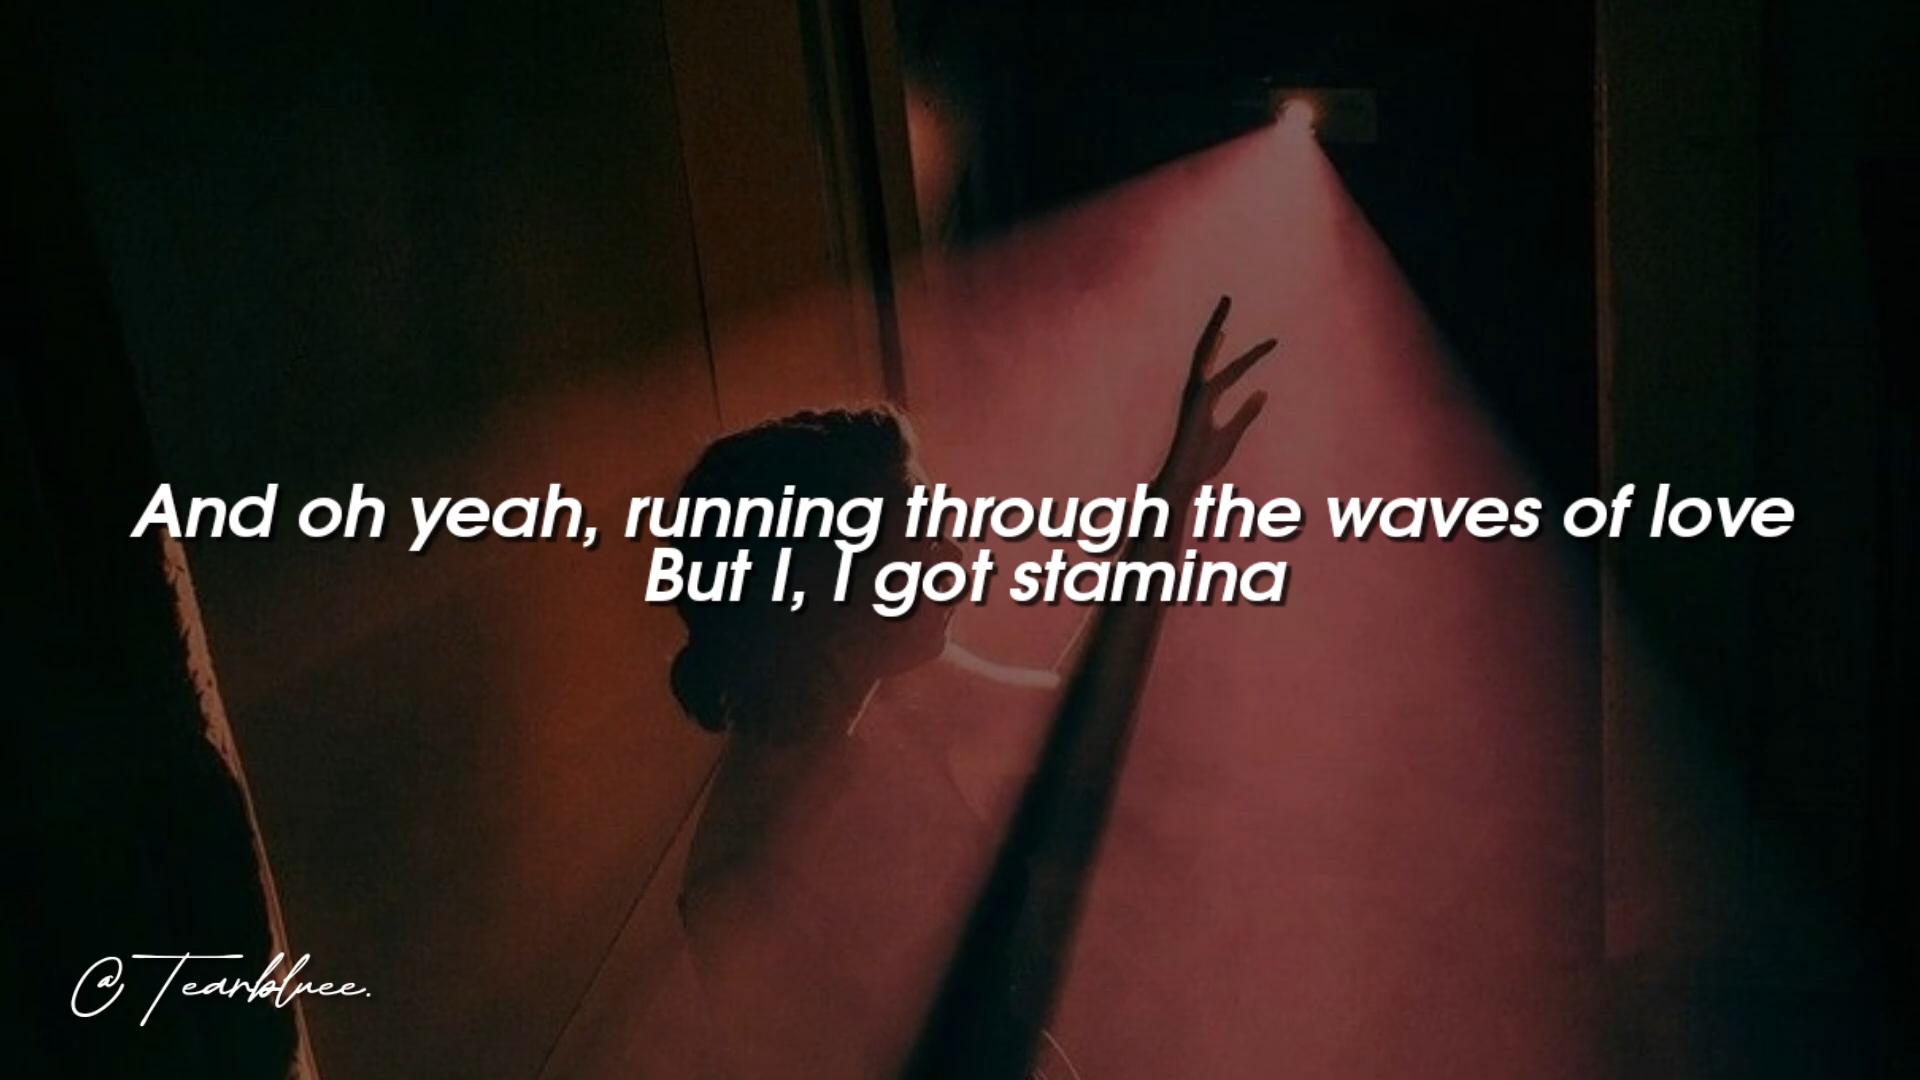 And oh yeah, running through the waves of love
But I, I got stamina
@Tearbluee.